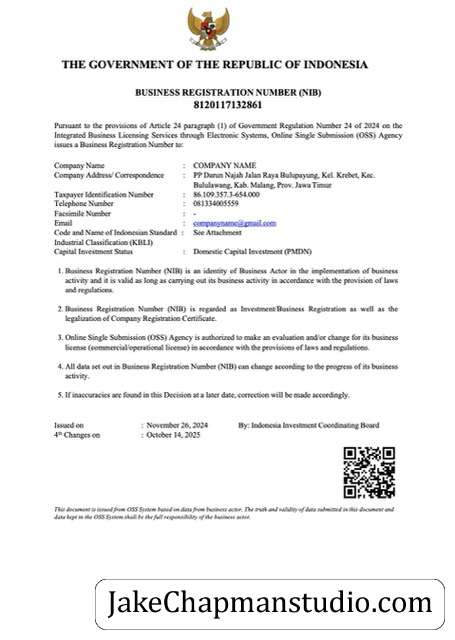 THE GOVERNMENT OF THE REPUBLIC OF INDONESIA
BUSINESS REGISTRATION NUMBER (NIB)
8120117132861
Pursuant to the provisions of Article 24 paragraph (1) of Government Regulation Number 24 of 2024 on the
Integrated Business Licensing Services through Electronic Systems, Online Single Submission (OSS) Agency
issues a Business Registration Number to:
Company Name : COMPANY NAME
Company Address/ Correspondence : PP Darun Najah Jalan Raya Bulupayung, Kel. Krebet, Kec.
Bululawang, Kab. Malang, Prov. Jawa Timur
Taxpayer Identification Number : 86.109.357.3-654.000
Telephone Number : 081334005559
Facsimile Number : -
Email : companyname@gmail.com
Code and Name of Indonesian Standard : See Attachment
Industrial Classification (KBLI)
Capital Investment Status : Domestic Capital Investment (PMDN)
1. Business Registration Number (NIB) is an identity of Business Actor in the implementation of business
activity and it is valid as long as carrying out its business activity in accordance with the provision of laws
and regulations.
2. Business Registration Number (NIB) is regarded as Investment/Business Registration as well as the
legalization of Company Registration Certificate.
3. Online Single Submission (OSS) Agency is authorized to make an evaluation and/or change for its business
license (commercial/operational license) in accordance with the provisions of laws and regulations.
4. All data set out in Business Registration Number (NIB) can change according to the progress of its business
activity.
5. If inaccuracies are found in this Decision at a later date, correction will be made accordingly.
Issued on : November 26, 2024 By: Indonesia Investment Coordinating Board
4th Changes on : October 14, 2025
This document is issued from OSS System based on data from business actor. The truth and validity of data submitted in this document and
data kept in the OSS System shall be the full responsibility of the business actor.
JakeChapmanstudio.com